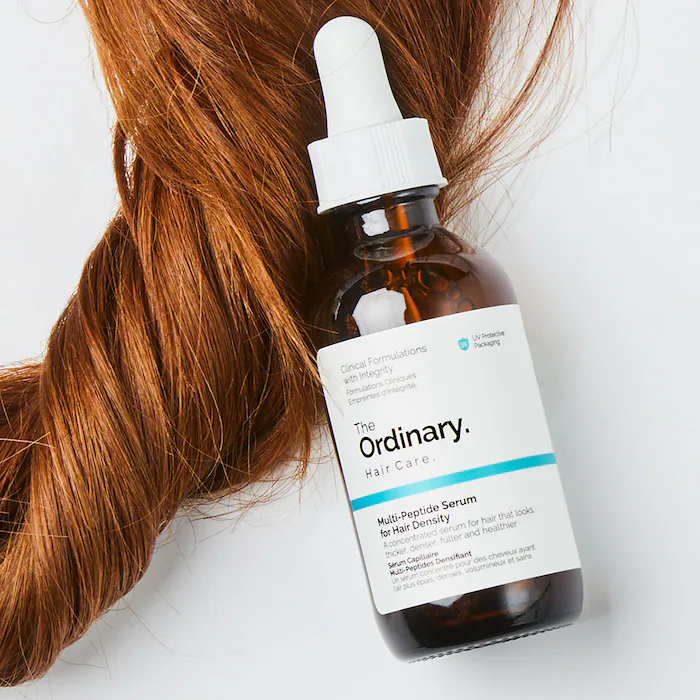 Clinical Formulations
with Integrity.
Formulations Cliniques
Empreintes d'Intégrité.
UV
UV Protective
Packaging
The
Ordinary.
Hair Care.
Multi-Peptide Serum
for Hair Density
A concentrated serum for hair that looks
thicker, denser, fuller and healthier
Sérum Capillaire
Multi-Peptides Densifiant
Un sérum concentré pour des cheveux ayant
l'air plus épais, denses, volumineux et sains